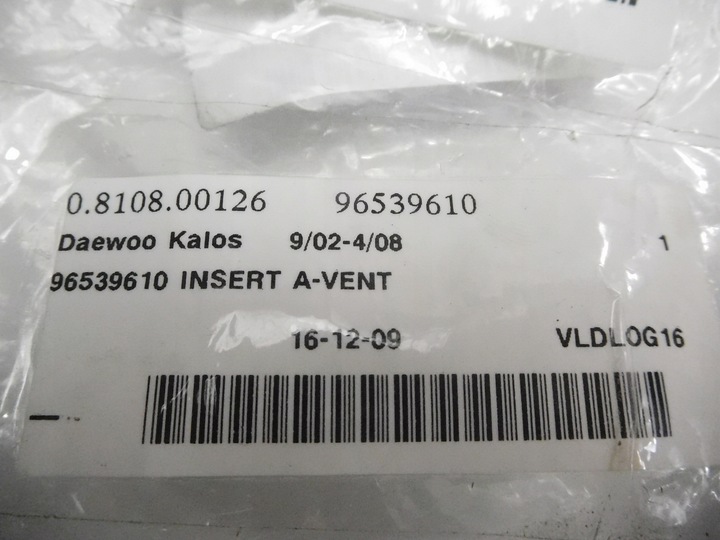 0.8108.00126 96539610
Daewoo Kalos 9/02-4/08 1
96539610 INSERT A-VENT
16-12-09 VLDLOG16